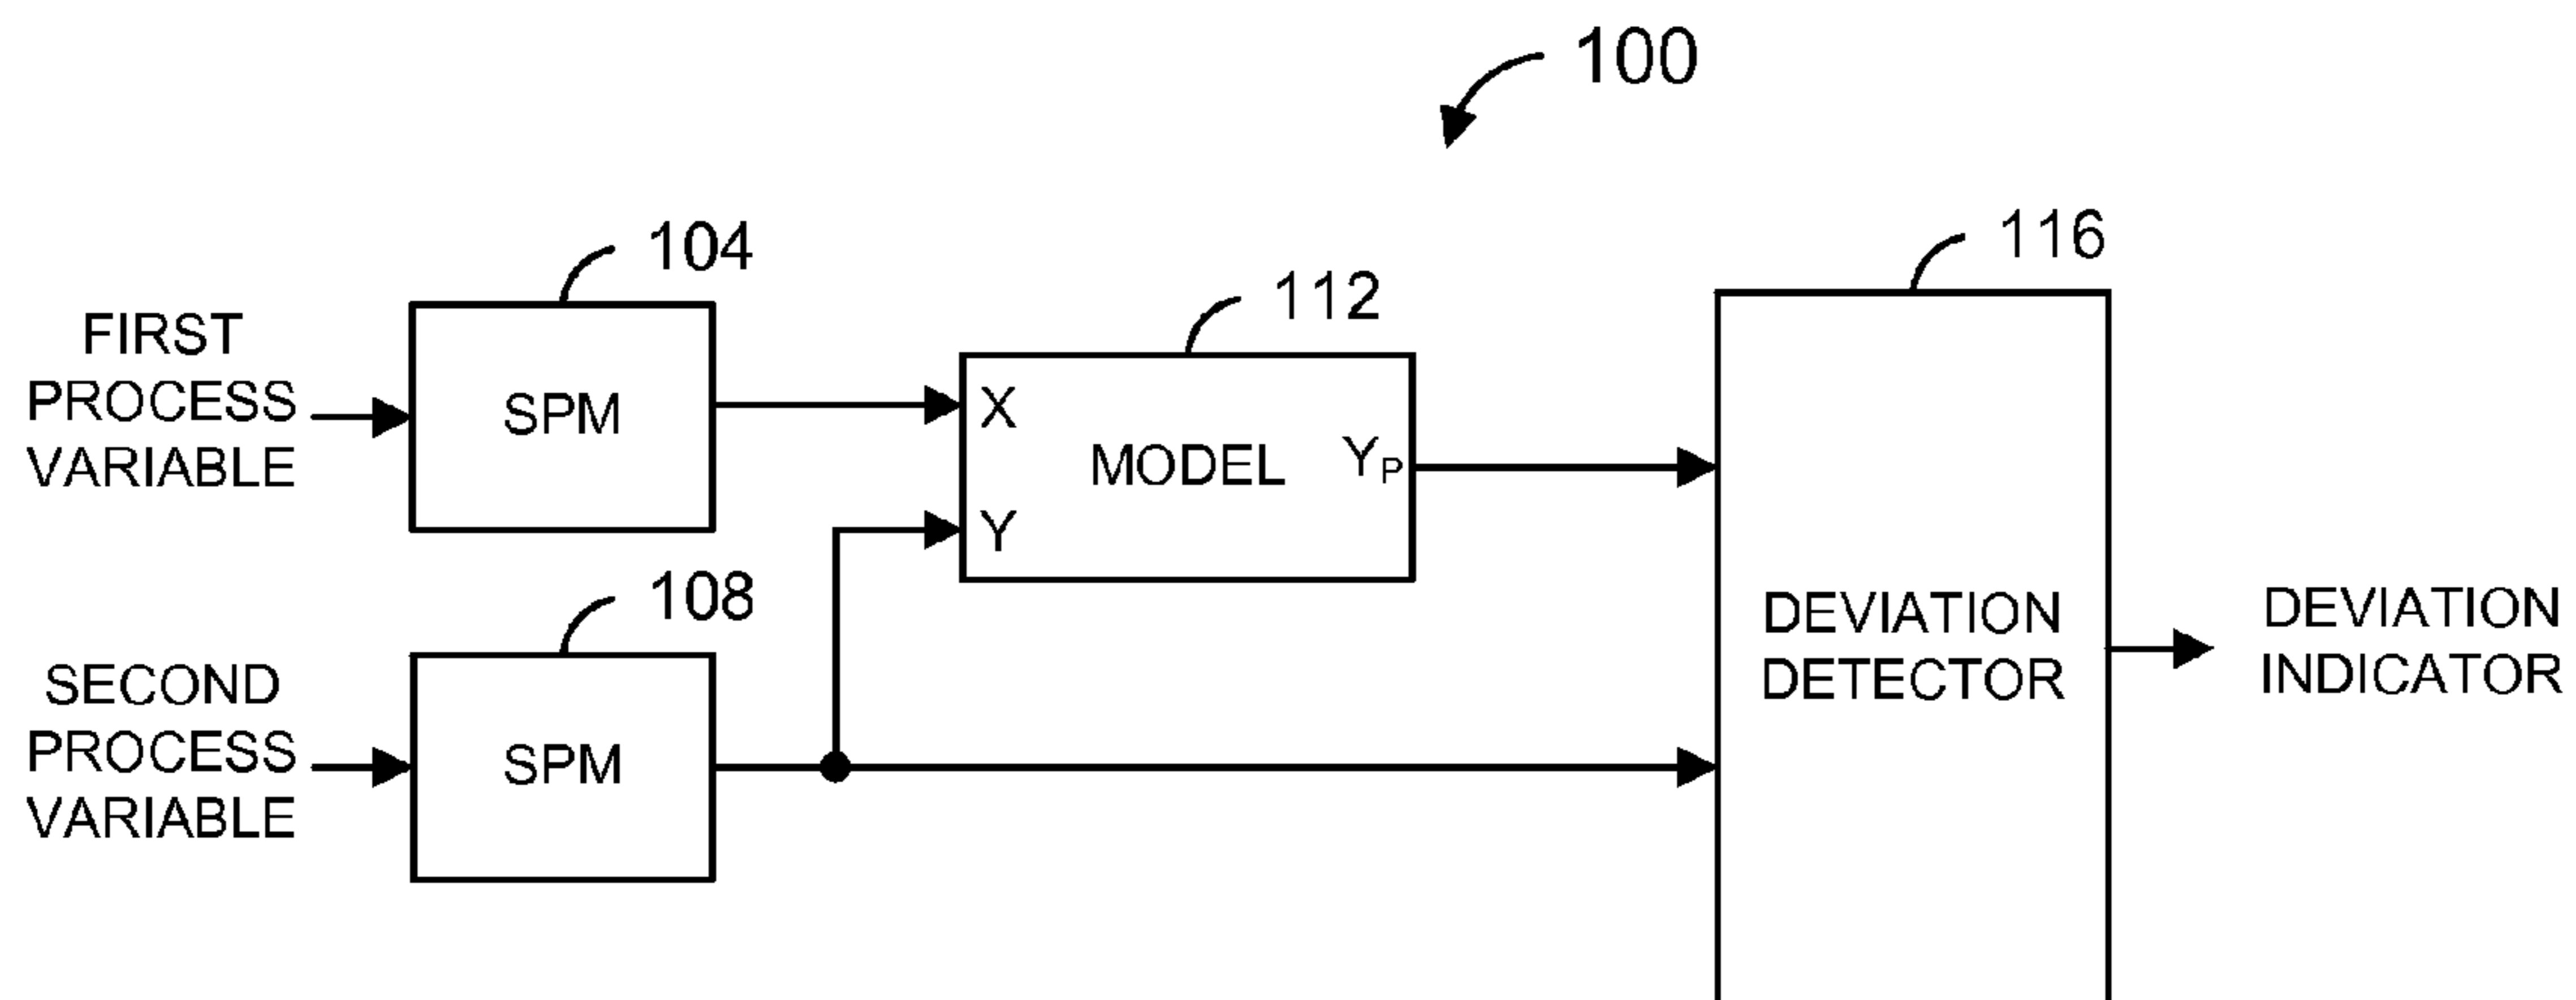 100
104
FIRST
PROCESS
VARIABLE
SPM
112
X
Y
MODEL
YP
116
DEVIATION
DETECTOR
DEVIATION
INDICATOR
108
SECOND
PROCESS
VARIABLE
SPM